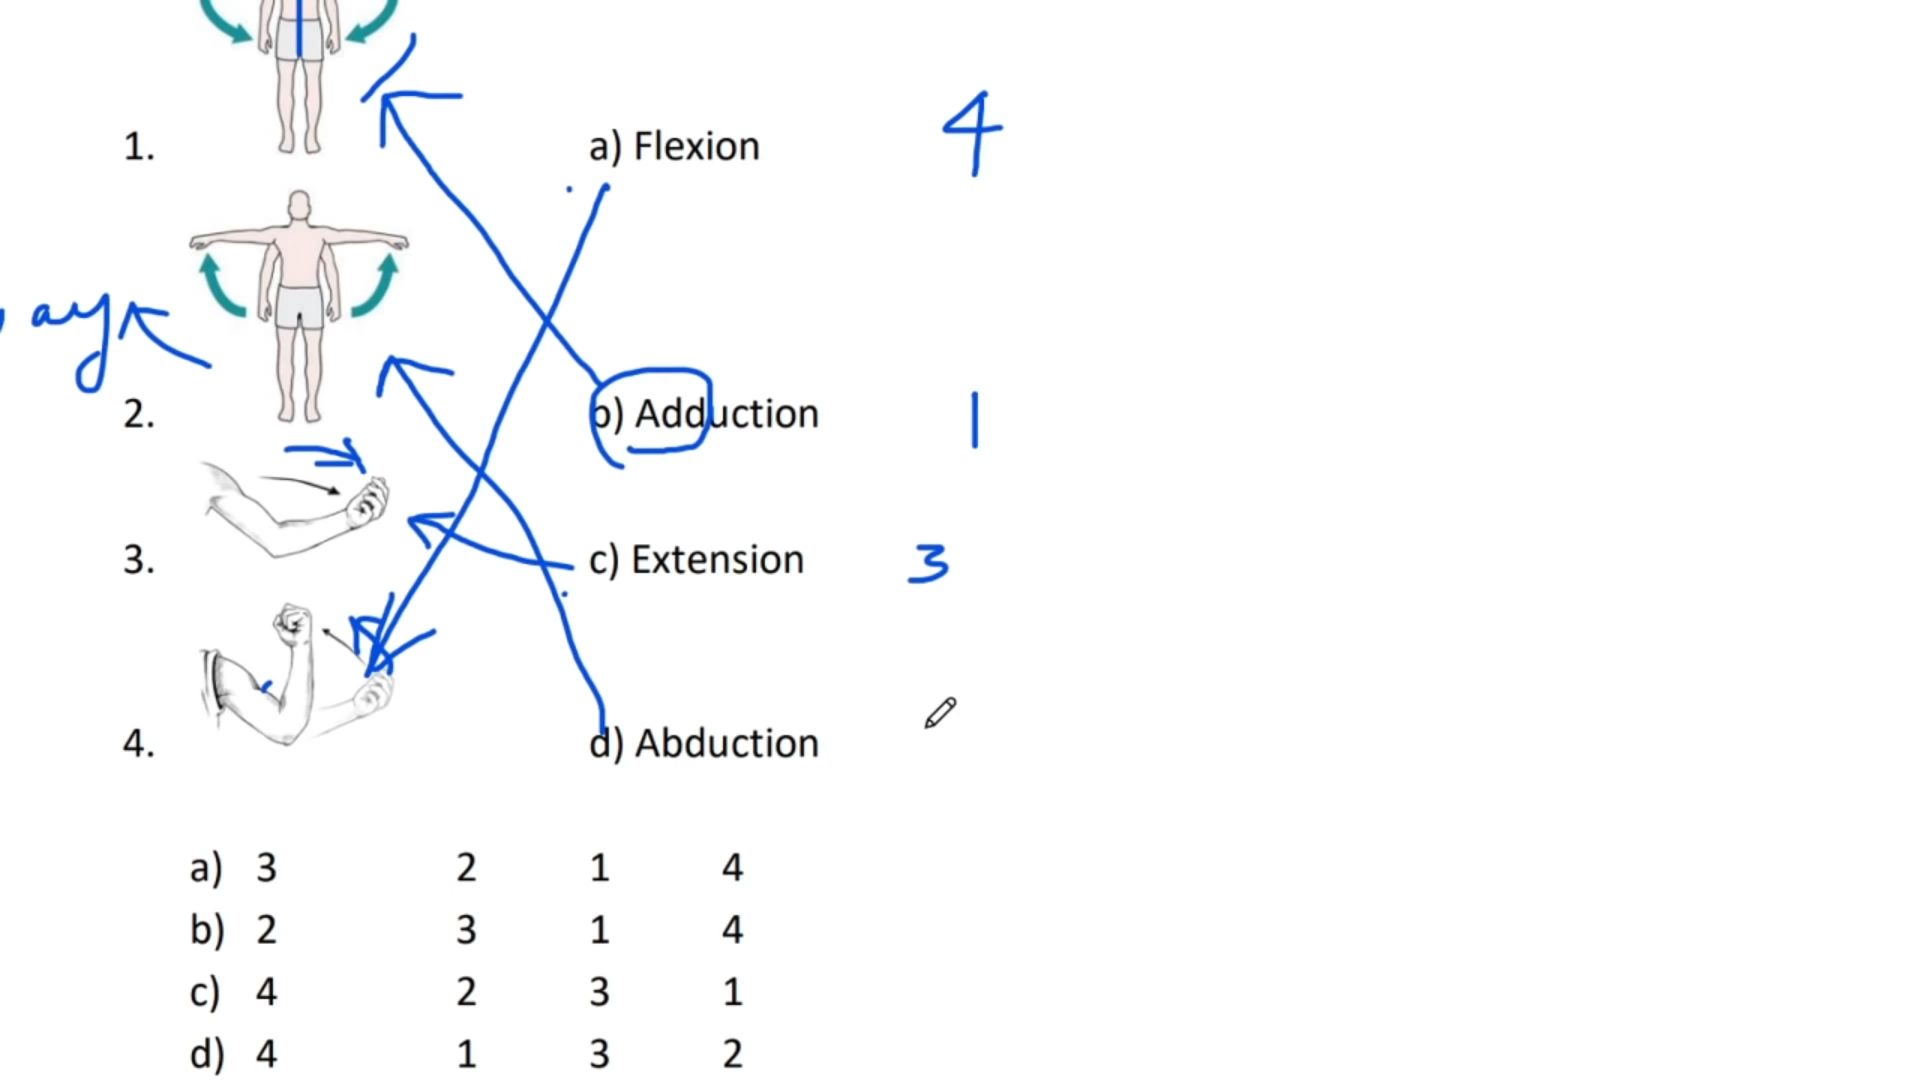 1. a) Flexion 4
ay
2. b) Adduction 1
3. c) Extension 3
4. d) Abduction
a) 3 2 1 4
b) 2 3 1 4
c) 4 2 3 1
d) 4 1 3 2